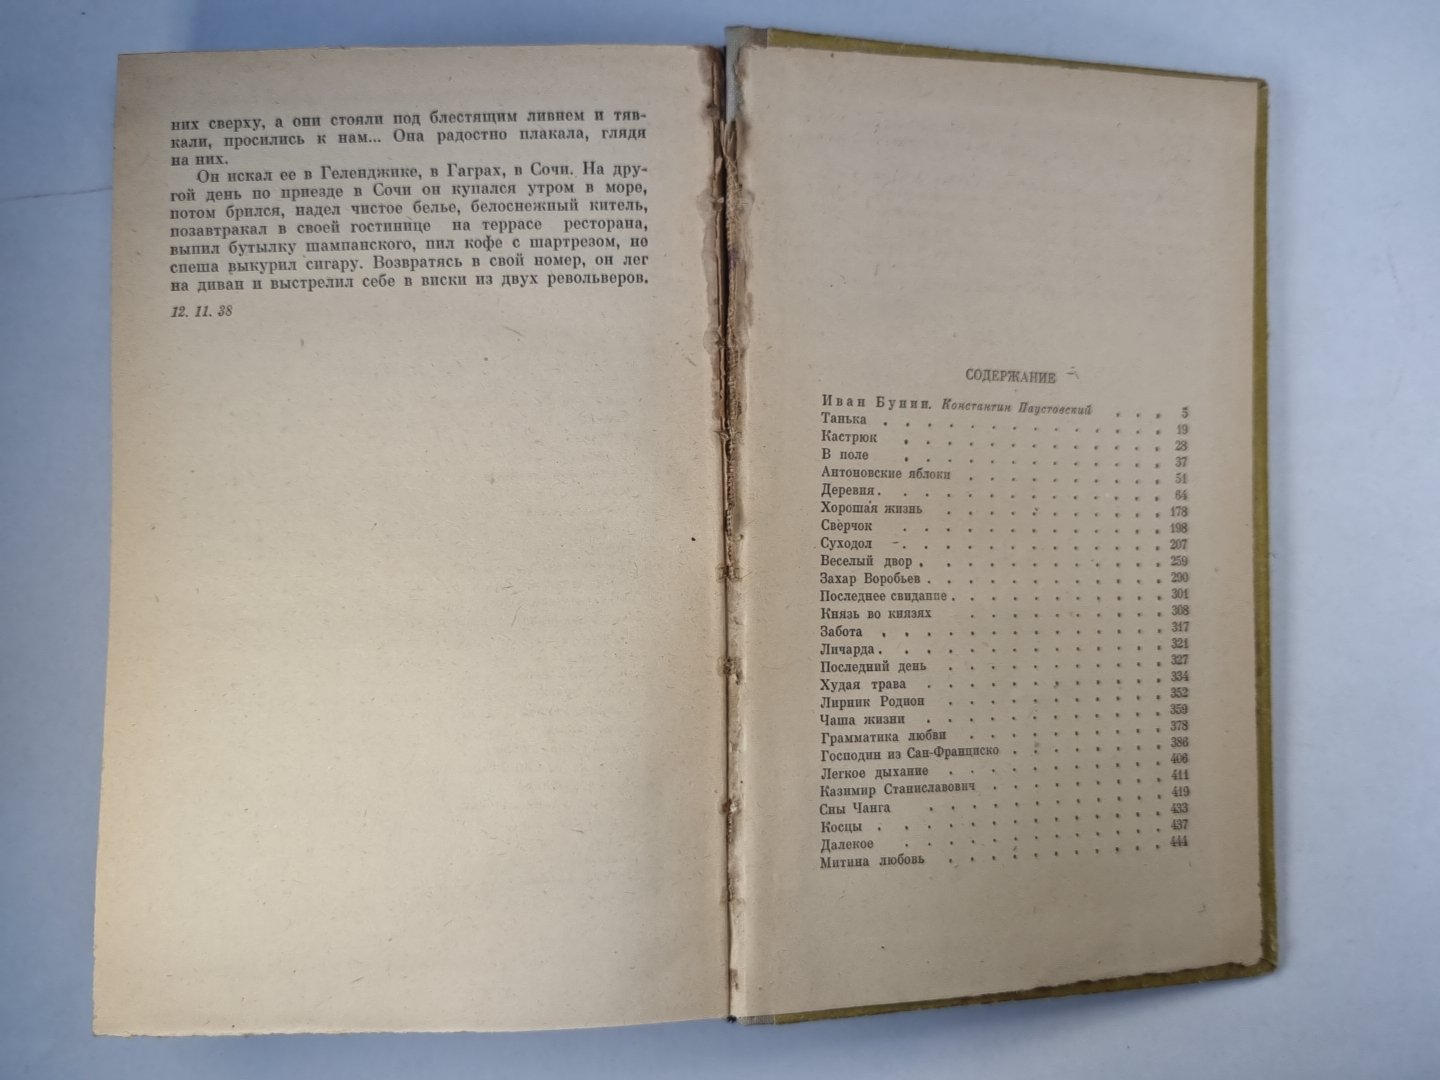 них сверху, а они стояли под блестящим ливнем и тяв-
кали, просились к нам... Она радостно плакала, глядя
на них.
Он искал ее в Геленджике, в Гаграх, в Сочи. На дру-
гой день по приезде в Сочи он купался утром в море,
потом брился, надел чистое белье, белоснежный китель,
позавтракал в своей гостинице на террасе ресторана,
выпил бутылку шампанского, пил кофе с шартрезом, не
спеша выкурил сигару. Возвратясь в свой номер, он лег
на диван и выстрелил себе в виски из двух револьверов.
12. 11. 38
СОДЕРЖАНИЕ
Иван Бунин. Константин Паустовский . . . 5
Танька . . . . . . . . . . . . . . 19
Кастрюк . . . . . . . . . . . . . 28
В поле . . . . . . . . . . . . . 37
Антоновские яблоки . . . . . . . . . . 51
Деревня . . . . . . . . . . . . . . 64
Хорошая жизнь . . . . . . . . . . . 178
Сверчок . . . . . . . . . . . . . 198
Суходол . . . . . . . . . . . . . 207
Веселый двор . . . . . . . . . . . . 259
Захар Воробьев . . . . . . . . . . . . 290
Последнее свидание . . . . . . . . . . . 301
Князь во князях . . . . . . . . . . 308
Забота . . . . . . . . . . . . . . 317
Личарда . . . . . . . . . . . . . . 321
Последний день . . . . . . . . . . . 327
Худая трава . . . . . . . . . . . . 334
Лирник Родион . . . . . . . . . . . 352
Чаша жизни . . . . . . . . . . . . 359
Грамматика любви . . . . . . . . . . 378
Господин из Сан-Франциско . . . . . . . . 386
Легкое дыхание . . . . . . . . . . . 406
Казимир Станиславович . . . . . . . . . 411
Сны Чанга . . . . . . . . . . . . 419
Косцы . . . . . . . . . . . . . . 433
Далекое . . . . . . . . . . . . . 437
Митина любовь . . . . . . . . . . . 444